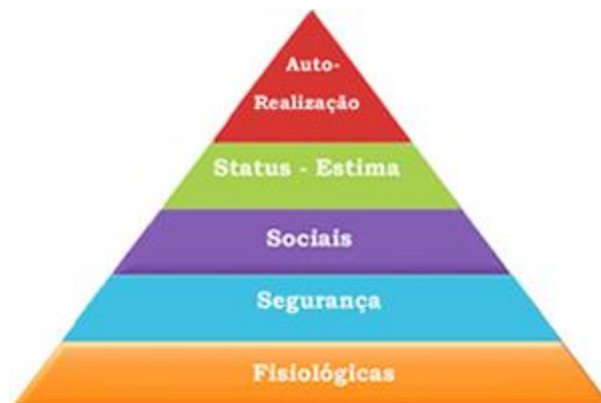 Auto-
Realização
Status - Estima
Sociais
Segurança
Fisiológicas